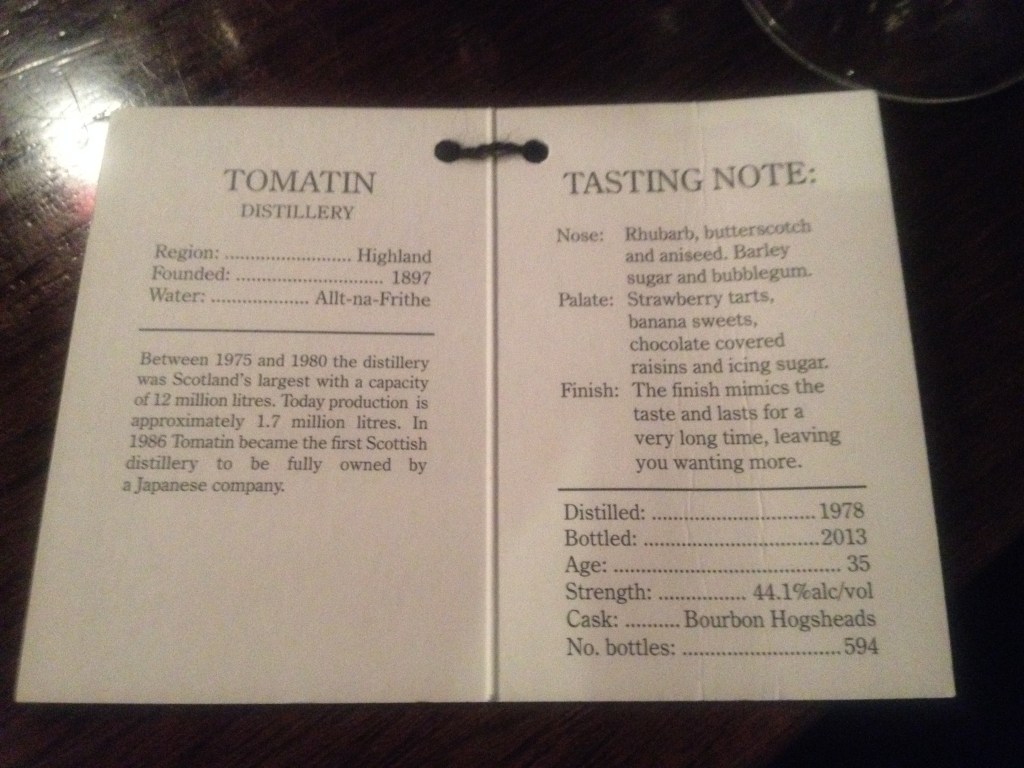 TOMATIN
DISTILLERY
Region: ........................... Highland
Founded: ............................... 1897
Water: ..................... Allt-na-Frithe
Between 1975 and 1980 the distillery
was Scotland's largest with a capacity
of 12 million litres. Today production is
approximately 1.7 million litres. In
1986 Tomatin became the first Scottish
distillery to be fully owned by
a Japanese company.
TASTING NOTE:
Nose: Rhubarb, butterscotch
and aniseed. Barley
sugar and bubblegum.
Palate: Strawberry tarts,
banana sweets,
chocolate covered
raisins and icing sugar.
Finish: The finish mimics the
taste and lasts for a
very long time, leaving
you wanting more.
Distilled: ............................... 1978
Bottled: .................................2013
Age: ........................................... 35
Strength: ................ 44.1%alc/vol
Cask: .......... Bourbon Hogsheads
No. bottles: ..............................594